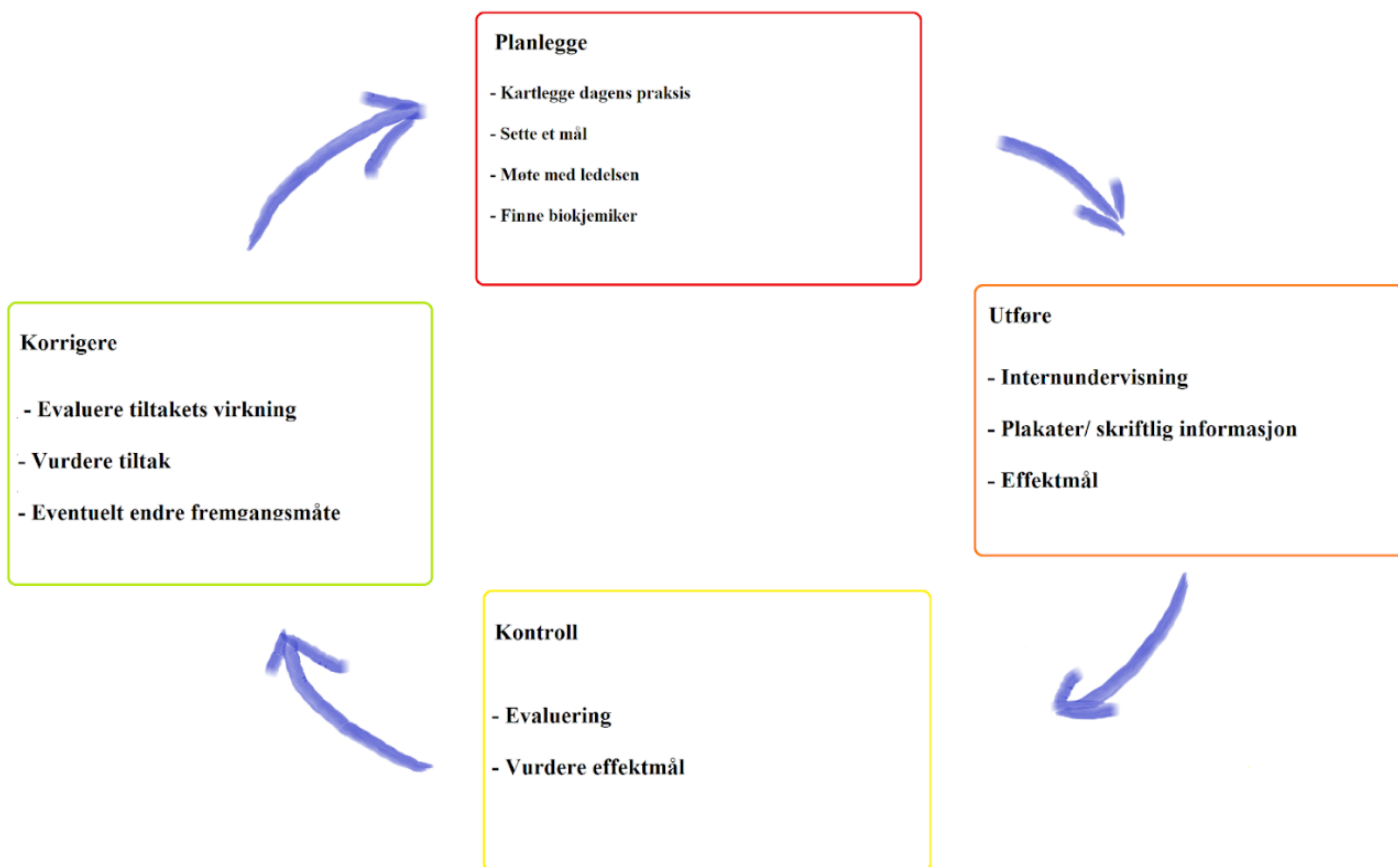 Planlegge
- Kartlegge dagens praksis
- Sette et mål
- Møte med ledelsen
- Finne biokjemiker
Utføre
- Internundervisning
- Plakater/ skriftlig informasjon
- Effektmål
Kontroll
- Evaluering
- Vurdere effektmål
Korrigere
- Evaluere tiltakets virkning
- Vurdere tiltak
- Eventuelt endre fremgangsmåte